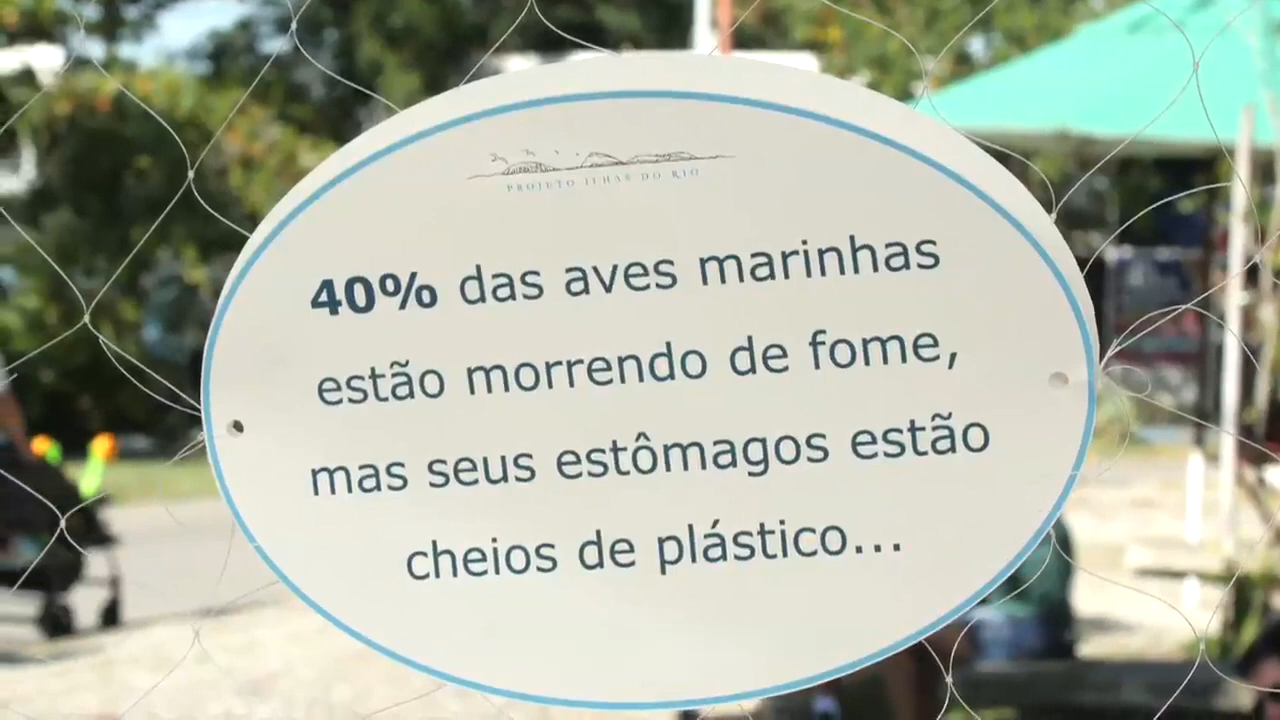 PROJETO ILHAS DO RIO
40% das aves marinhas
estão morrendo de fome,
mas seus estômagos estão
cheios de plástico...